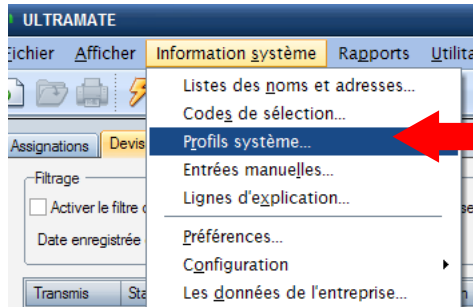 ULTRAMATE
Fichier Afficher Information système Rapports
Listes des noms et adresses...
Codes de sélection...
Assignations Devis
Profils système...
Filtrage
Entrées manuelles...
Activer le filtre
Lignes d'explication...
Date enregistrée
Préférences...
Configuration
Transmis
Les données de l'entreprise...